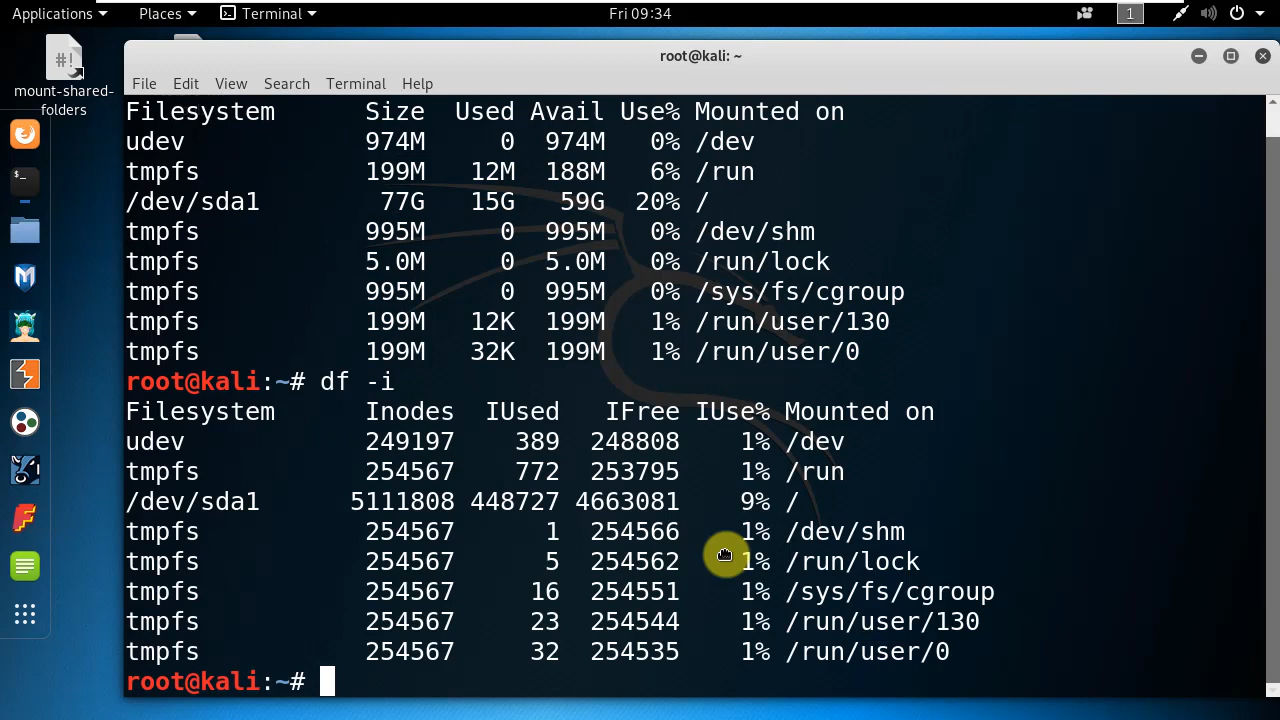 Applications Places Terminal Fri 09:34 1
root@kali: ~
#!
mount-shared-
folders
File Edit View Search Terminal Help
Filesystem Size Used Avail Use% Mounted on
udev 974M 0 974M 0% /dev
tmpfs 199M 12M 188M 6% /run
/dev/sda1 77G 15G 59G 20% /
tmpfs 995M 0 995M 0% /dev/shm
tmpfs 5.0M 0 5.0M 0% /run/lock
tmpfs 995M 0 995M 0% /sys/fs/cgroup
tmpfs 199M 12K 199M 1% /run/user/130
tmpfs 199M 32K 199M 1% /run/user/0
root@kali:~# df -i
Filesystem Inodes IUsed IFree IUse% Mounted on
udev 249197 389 248808 1% /dev
tmpfs 254567 772 253795 1% /run
/dev/sda1 5111808 448727 4663081 9% /
tmpfs 254567 1 254566 1% /dev/shm
tmpfs 254567 5 254562 1% /run/lock
tmpfs 254567 16 254551 1% /sys/fs/cgroup
tmpfs 254567 23 254544 1% /run/user/130
tmpfs 254567 32 254535 1% /run/user/0
root@kali:~#